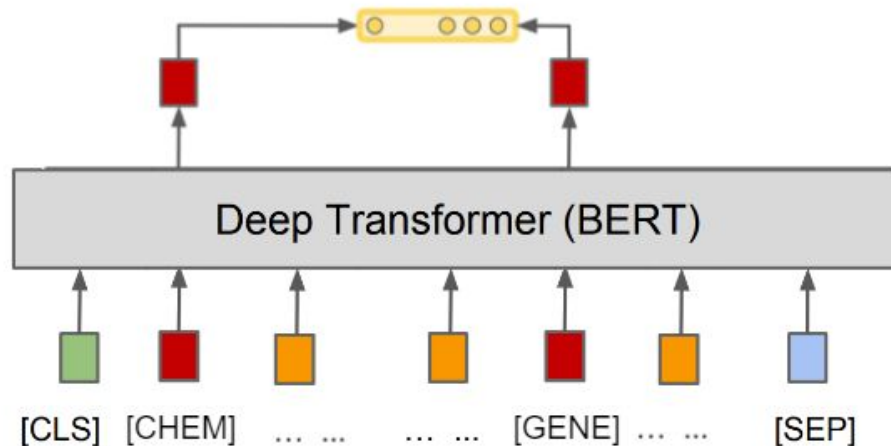 Deep Transformer (BERT)
[CLS] [CHEM] ... ... ... ... [GENE] ... ... [SEP]